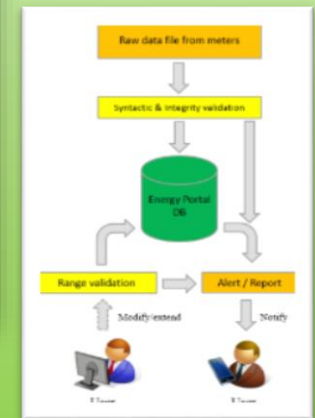 Raw data file from meters
Syntactic & Integrity validation
Energy Portal
DB
Range validation
Alert / Report
Modify/extend
Notify